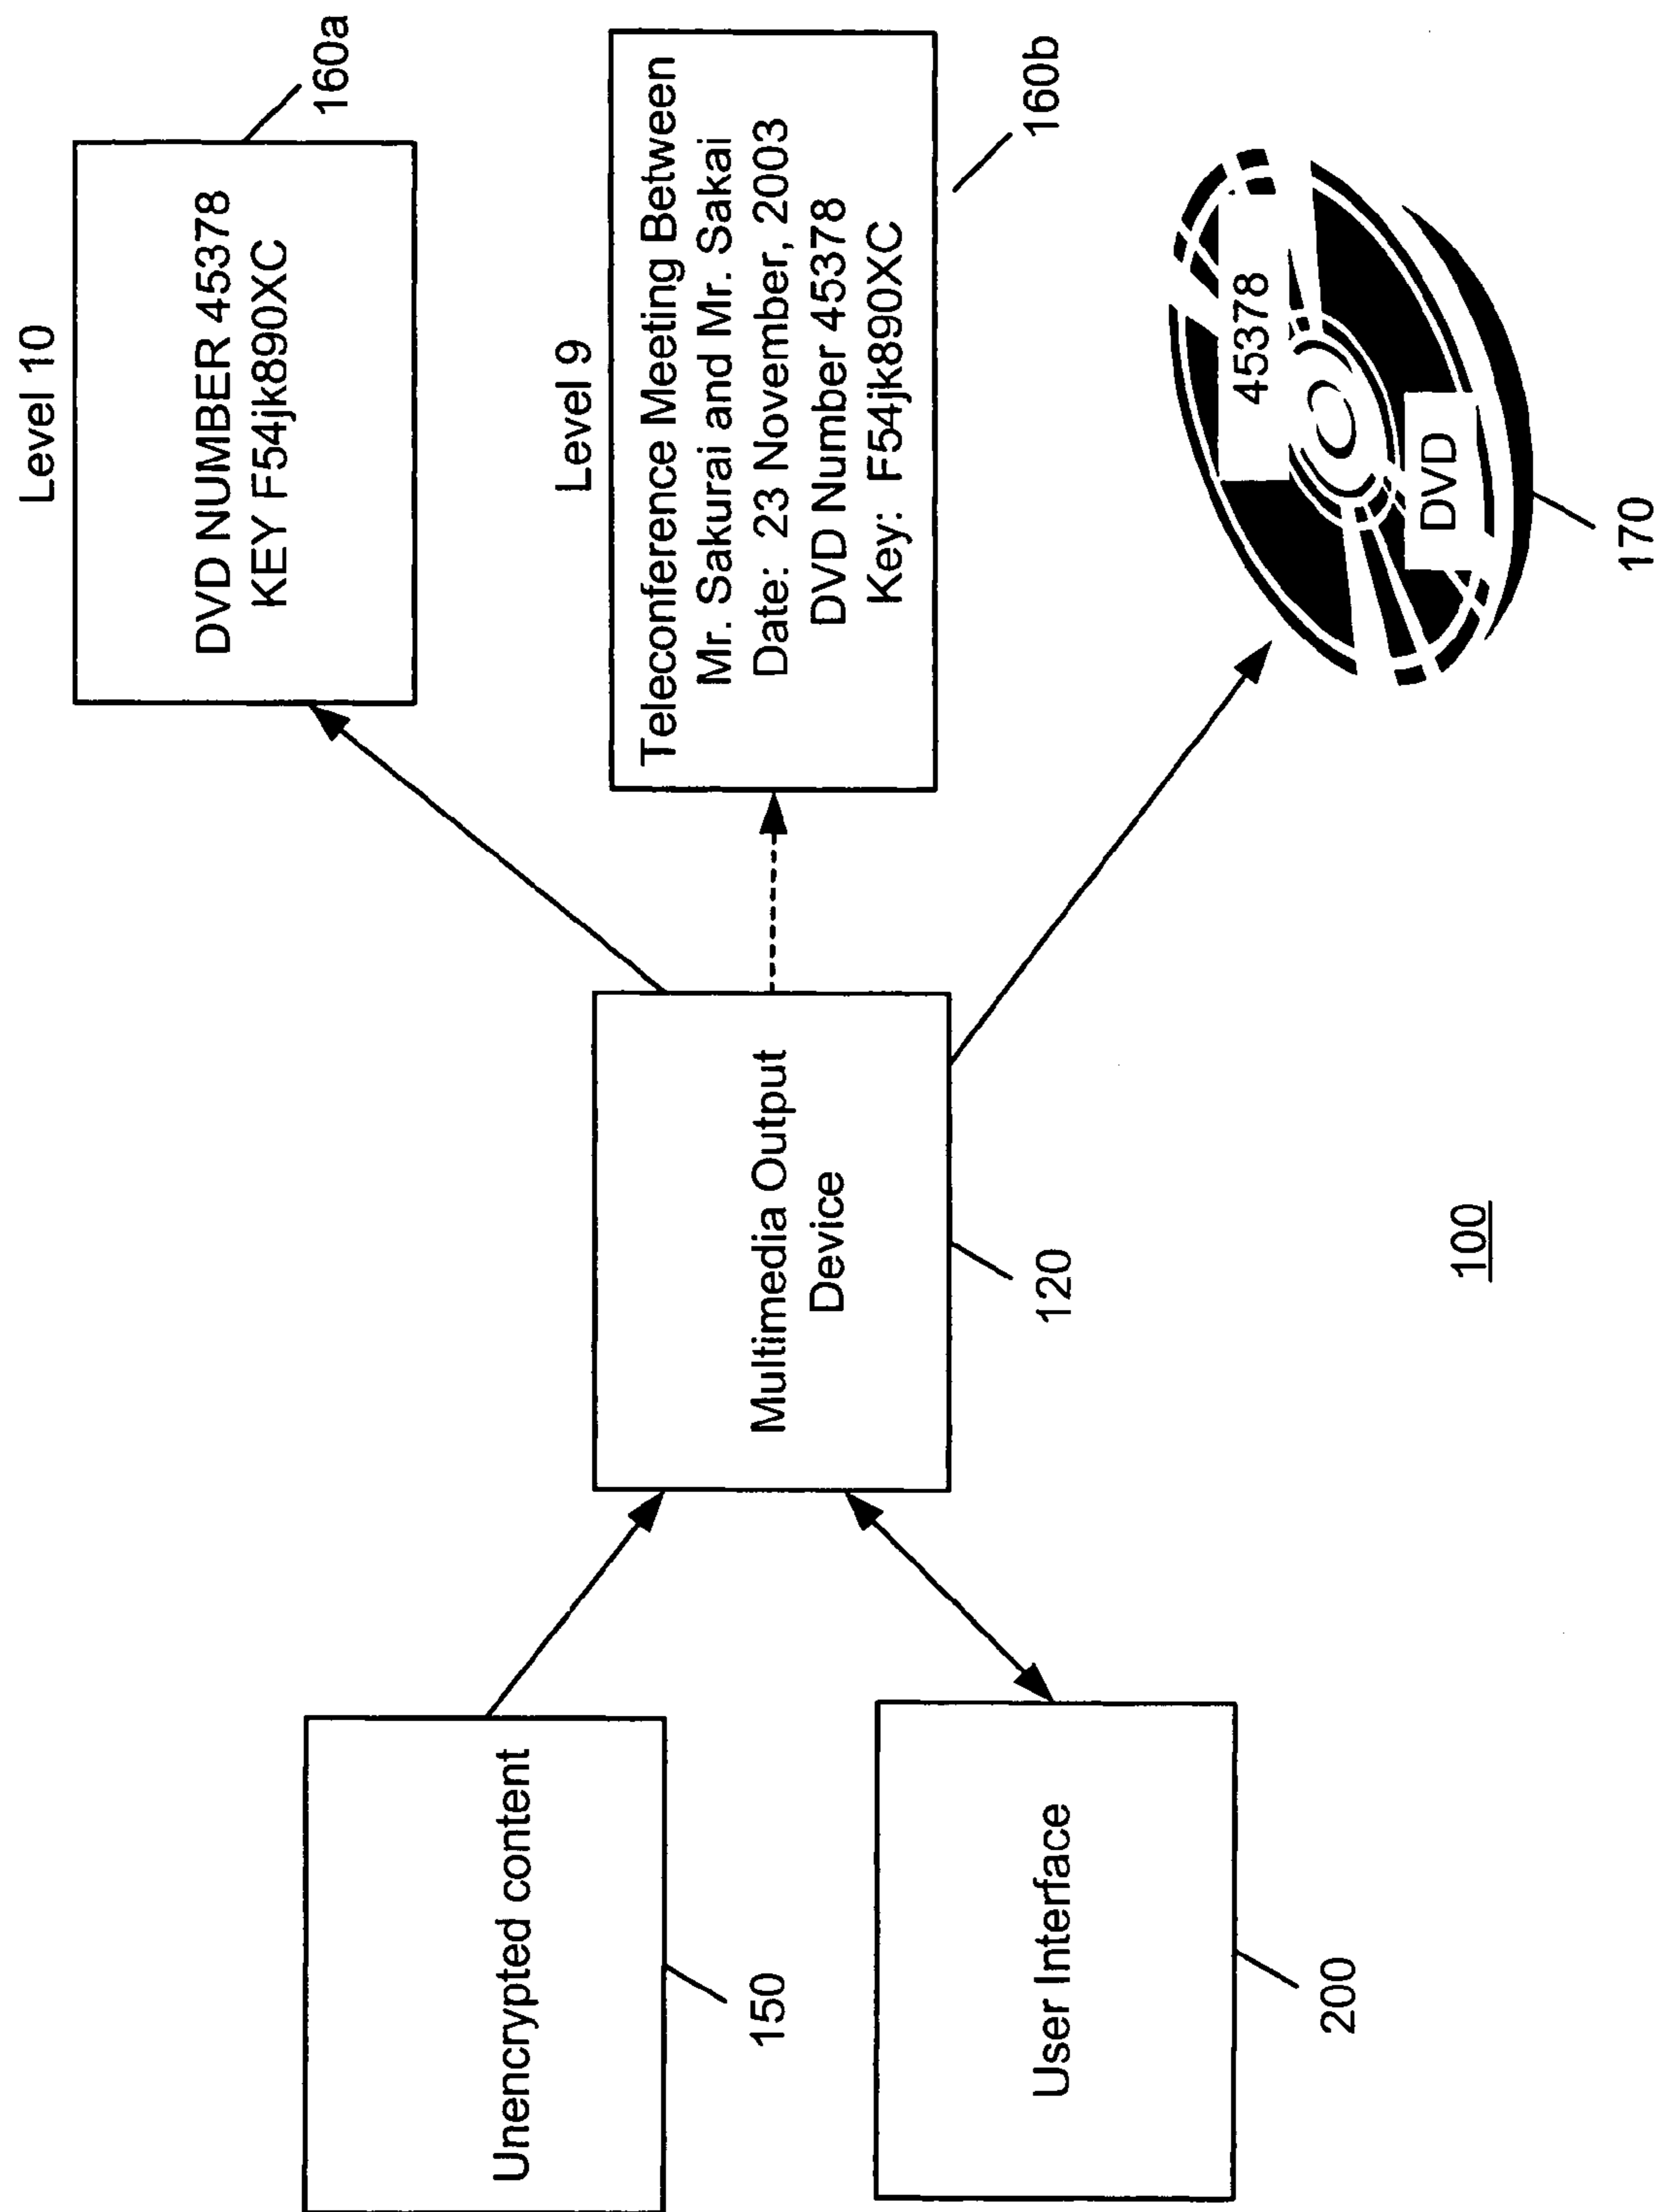 Unencrypted content
150
User Interface
200
Multimedia Output
Device
120
Level 10
DVD NUMBER 45378
KEY F54jk890XC
160a
Level 9
Teleconference Meeting Between
Mr. Sakurai and Mr. Sakai
Date: 23 November, 2003
DVD Number 45378
Key: F54jk890XC
160b
45378
DVD
170
100